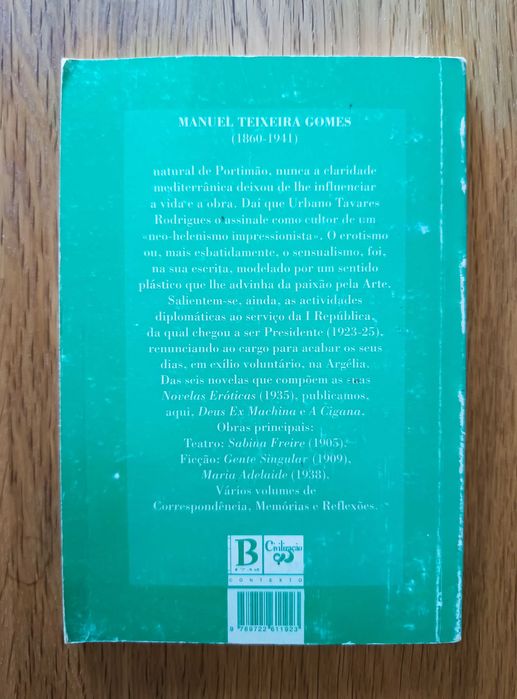 MANUEL TEIXEIRA GOMES
(1860-1941)
natural de Portimão, nunca a claridade
mediterrânica deixou de lhe influenciar
a vida e a obra. Daí que Urbano Tavares
Rodrigues o assinale como cultor de um
«neo-helenismo impressionista». O erotismo
ou, mais esbatidamente, o sensualismo, foi,
na sua escrita, modelado por um sentido
plástico que lhe advinha da paixão pela Arte.
Salientem-se, ainda, as actividades
diplomáticas ao serviço da I República,
da qual chegou a ser Presidente (1923-25),
renunciando ao cargo para acabar os seus
dias, em exílio voluntário, na Argélia.
Das seis novelas que compõem as suas
Novelas Eróticas (1935), publicamos,
aqui, Deus Ex Machina e A Cigana.
Obras principais:
Teatro: Sabina Freire (1905).
Ficção: Gente Singular (1909),
Maria Adelaide (1938).
Vários volumes de
Correspondência, Memórias e Reflexões.
B Civilização
CONTEXTO
9 789722 611923